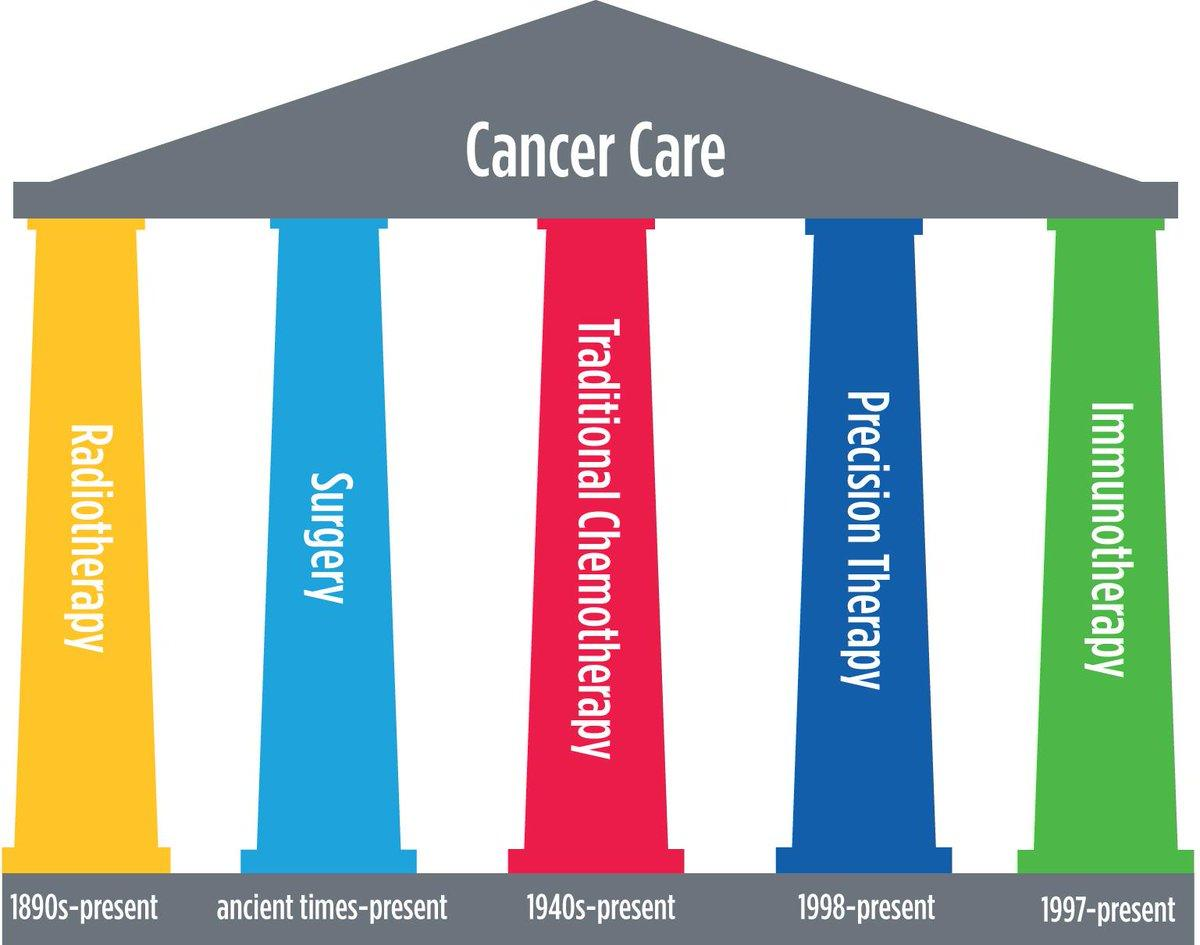 Cancer Care
Radiotherapy
Surgery
Traditional Chemotherapy
Precision Therapy
Immunotherapy
1890s-present
ancient times-present
1940s-present
1998-present
1997-present